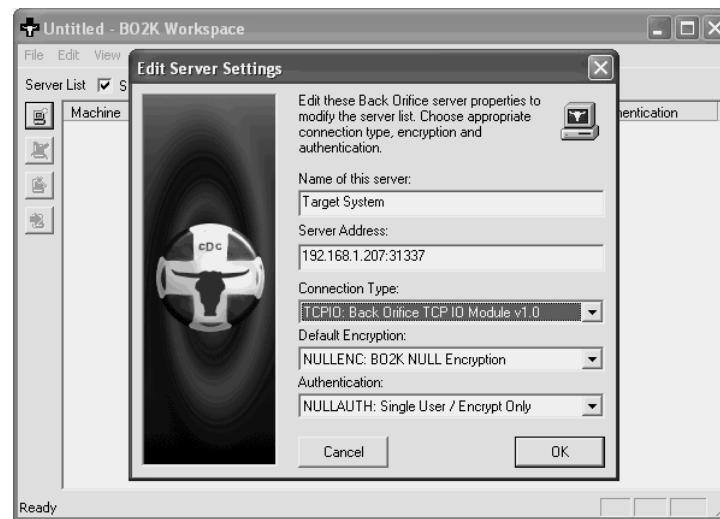 Untitled - BO2K Workspace
File Edit View
Server List S
Machine
hentication
Edit Server Settings
Edit these Back Orifice server properties to
modify the server list. Choose appropriate
connection type, encryption and
authentication.
Name of this server:
Target System
Server Address:
192.168.1.207:31337
Connection Type:
TCPIO: Back Orifice TCP IO Module v1.0
Default Encryption:
NULLENC: BO2K NULL Encryption
Authentication:
NULLAUTH: Single User / Encrypt Only
cDc
Cancel OK
Ready